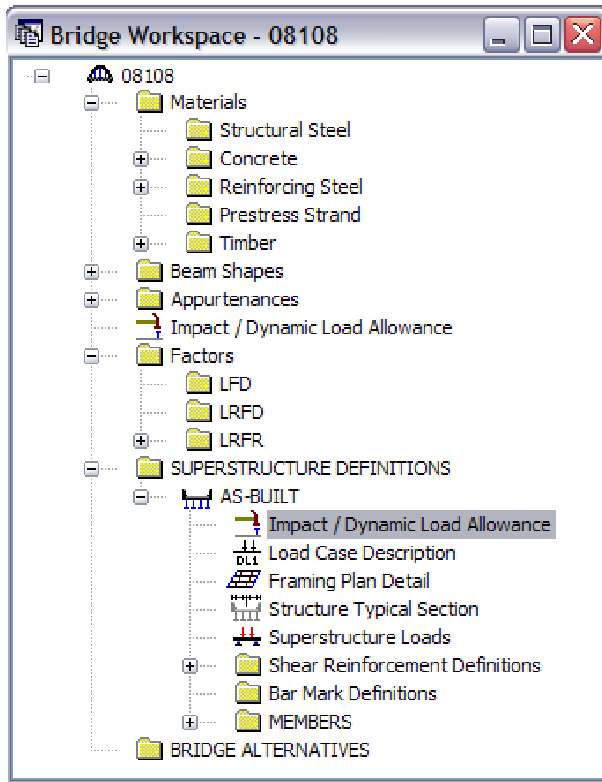 Bridge Workspace - 08108
08108
Materials
Structural Steel
Concrete
Reinforcing Steel
Prestress Strand
Timber
Beam Shapes
Appurtenances
Impact / Dynamic Load Allowance
Factors
LFD
LRFD
LRFR
SUPERSTRUCTURE DEFINITIONS
AS-BUILT
Impact / Dynamic Load Allowance
DL1 Load Case Description
Framing Plan Detail
Structure Typical Section
Superstructure Loads
Shear Reinforcement Definitions
Bar Mark Definitions
MEMBERS
BRIDGE ALTERNATIVES